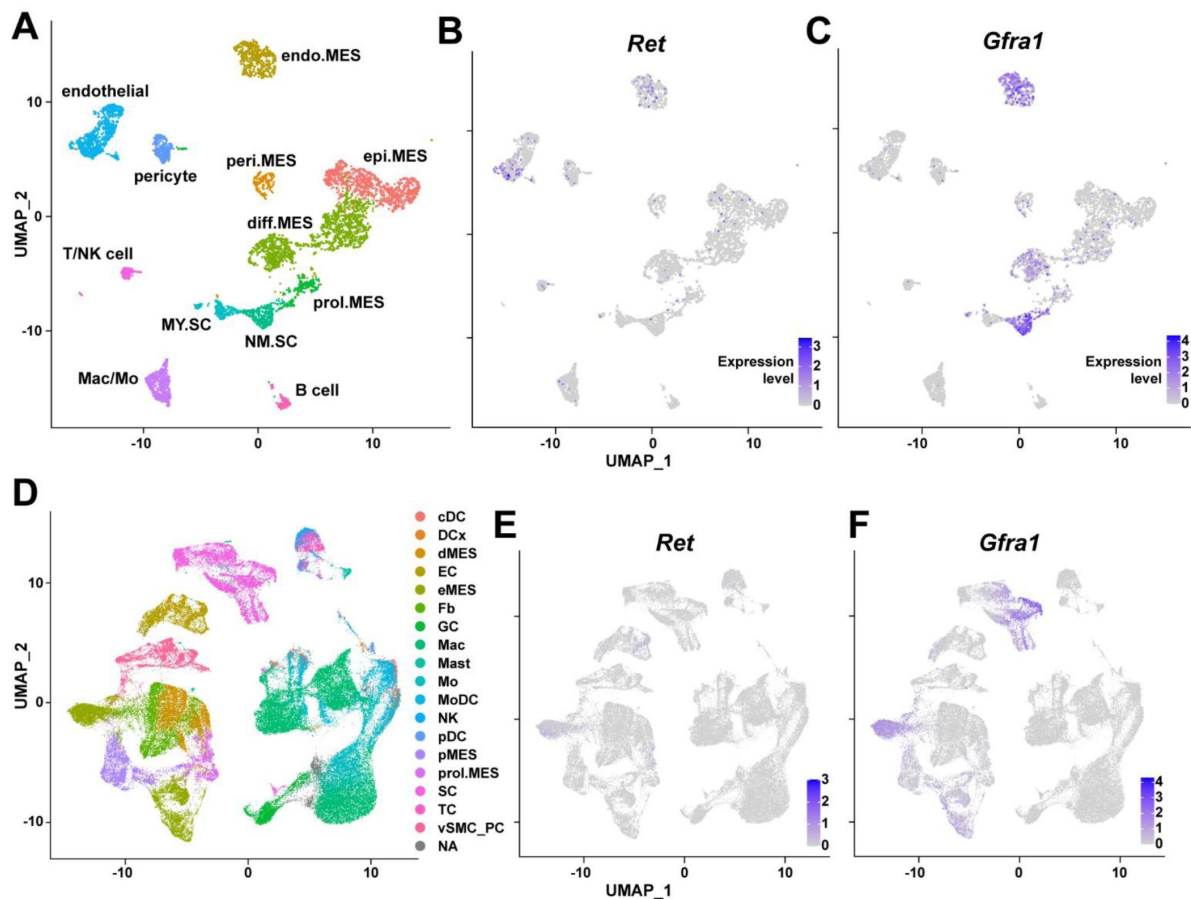 A
endo.MES
endothelial
pericyte
peri.MES
epi.MES
diff.MES
T/NK cell
prol.MES
MY.SC
NM.SC
Mac/Mo
B cell
UMAP_2
10
0
-10
-10
0
10
B
Ret
Expression
level
3
2
1
0
-10
0
10
UMAP_1
C
Gfra1
Expression
level
4
3
2
1
0
-10
0
10
D
UMAP_2
10
0
-10
-10
0
10
cDC
DCx
dMES
EC
eMES
Fb
GC
Mac
Mast
Mo
MoDC
NK
pDC
pMES
prol.MES
SC
TC
vSMC_PC
NA
E
Ret
3
2
1
0
-10
0
10
UMAP_1
F
Gfra1
4
3
2
1
0
-10
0
10